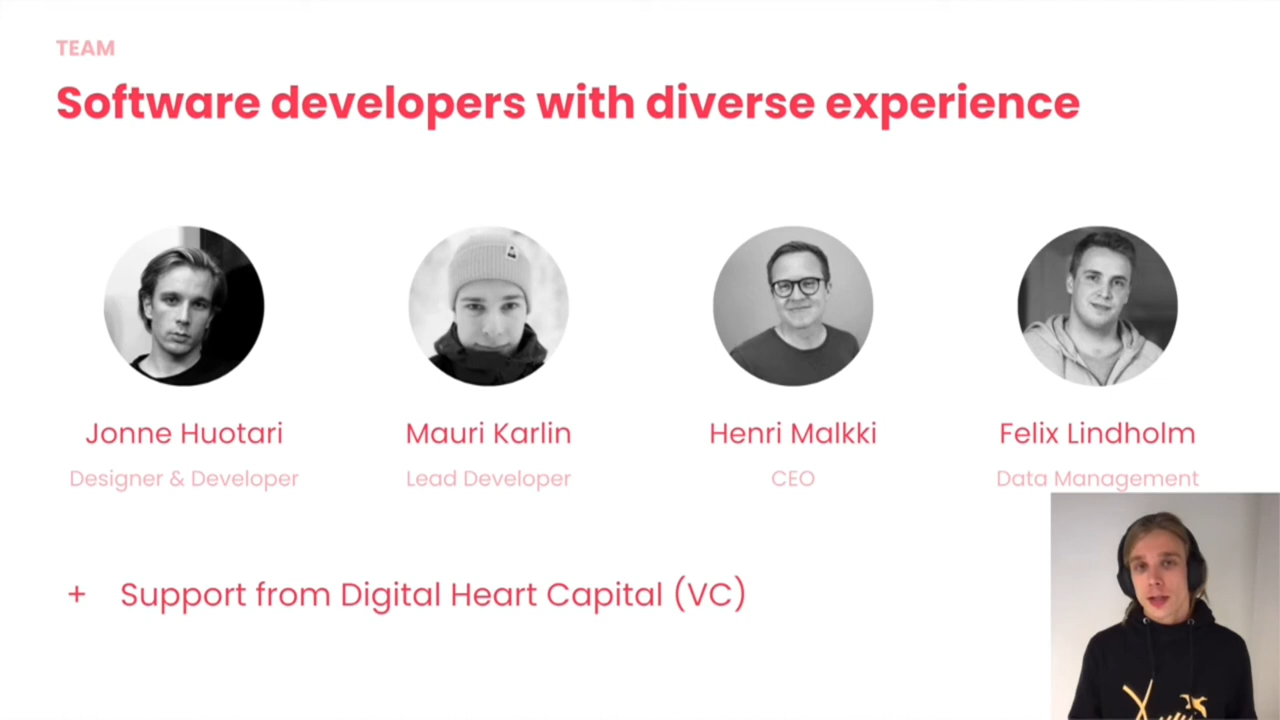 TEAM
Software developers with diverse experience
Jonne Huotari
Mauri Karlin
Henri Malkki
Felix Lindholm
Designer & Developer
Lead Developer
CEO
Data Management
+ Support from Digital Heart Capital (VC)